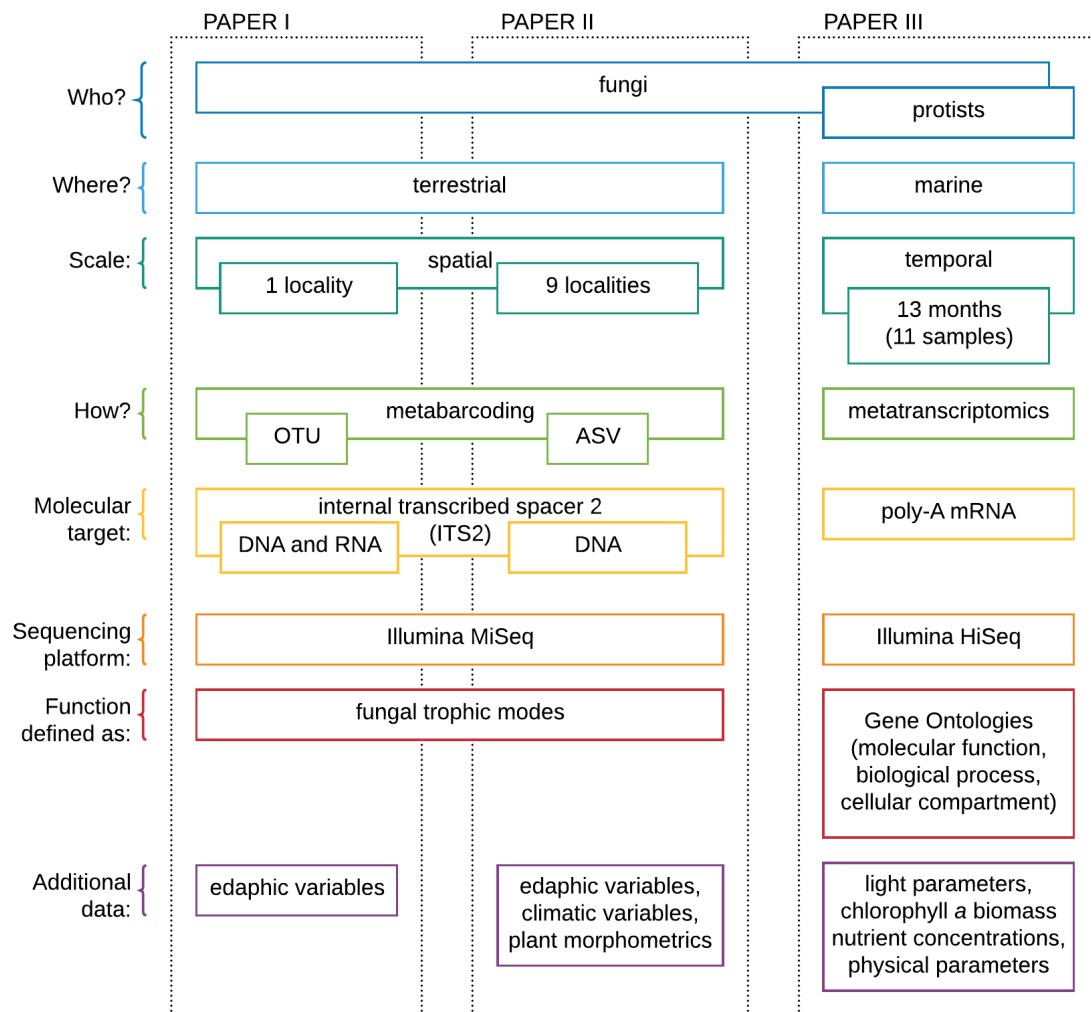 PAPER I
PAPER II
PAPER III
Who?
fungi
protists
Where?
terrestrial
marine
Scale:
spatial
1 locality
9 localities
temporal
13 months
(11 samples)
How?
metabarcoding
OTU
ASV
metatranscriptomics
Molecular
target:
internal transcribed spacer 2
(ITS2)
DNA and RNA
DNA
poly-A mRNA
Sequencing
platform:
Illumina MiSeq
Illumina HiSeq
Function
defined as:
fungal trophic modes
Gene Ontologies
(molecular function,
biological process,
cellular compartment)
Additional
data:
edaphic variables
edaphic variables,
climatic variables,
plant morphometrics
light parameters,
chlorophyll a biomass
nutrient concentrations,
physical parameters